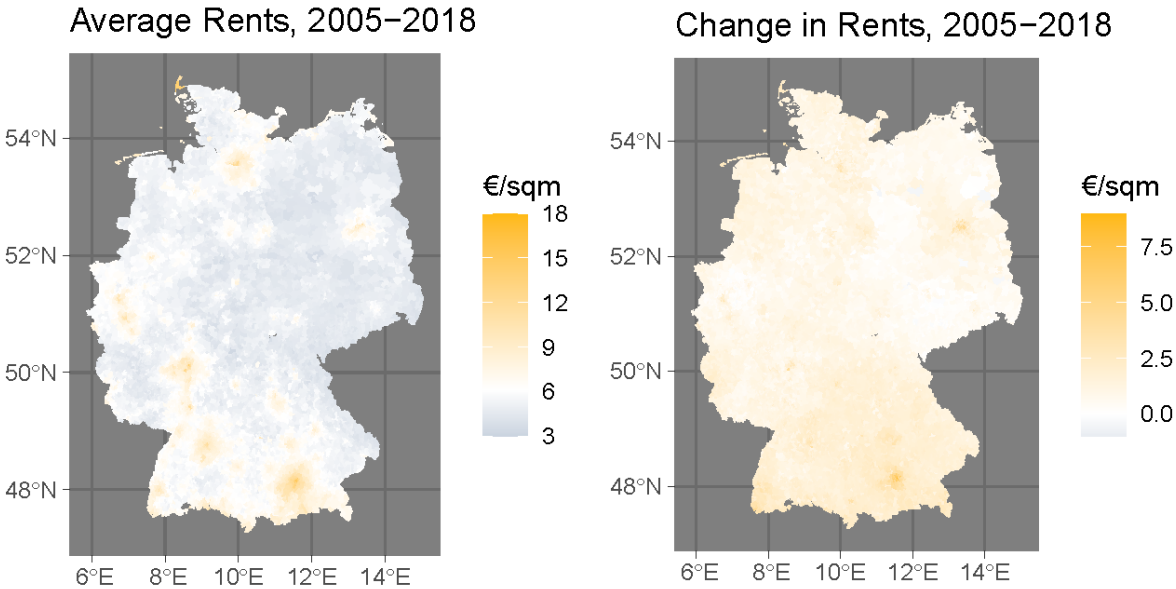 Average Rents, 2005−2018
54°N
52°N
50°N
48°N
6°E 8°E 10°E 12°E 14°E
€/sqm
18
15
12
9
6
3
Change in Rents, 2005−2018
54°N
52°N
50°N
48°N
6°E 8°E 10°E 12°E 14°E
€/sqm
7.5
5.0
2.5
0.0